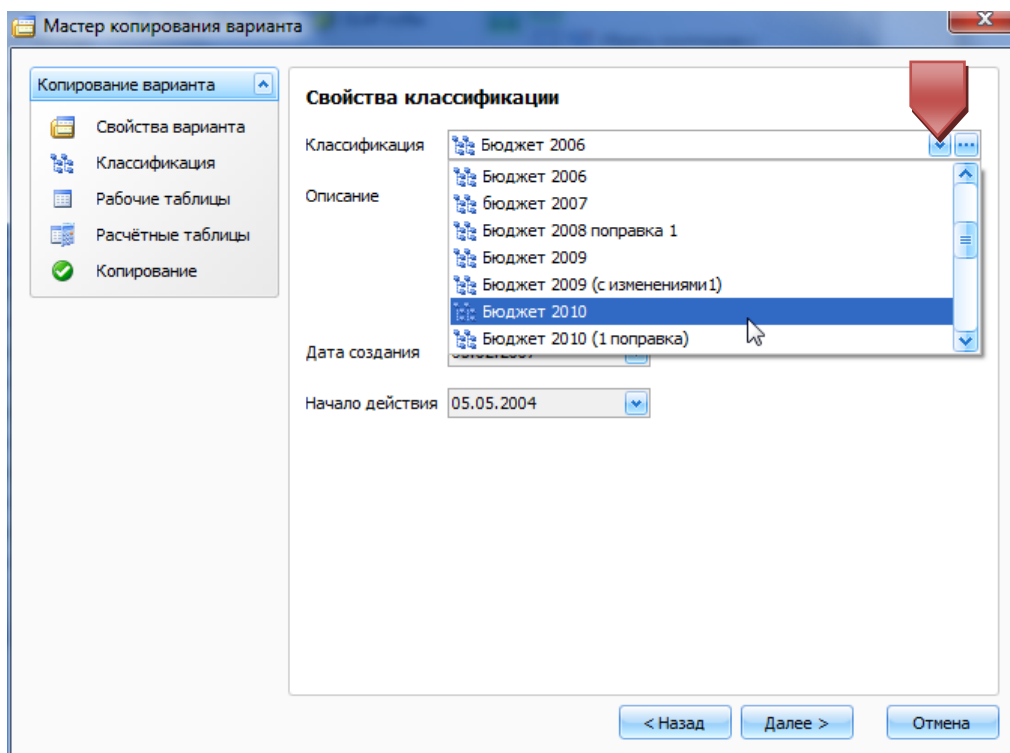 Мастер копирования варианта
Копирование варианта
Свойства варианта
Классификация
Рабочие таблицы
Расчётные таблицы
Копирование
Свойства классификации
Классификация Бюджет 2006
Бюджет 2006
Описание
бюджет 2007
Бюджет 2008 поправка 1
Бюджет 2009
Бюджет 2009 (с изменениями1)
Бюджет 2010
Бюджет 2010 (1 поправка)
Дата создания
Начало действия 05.05.2004
< Назад
Далее >
Отмена